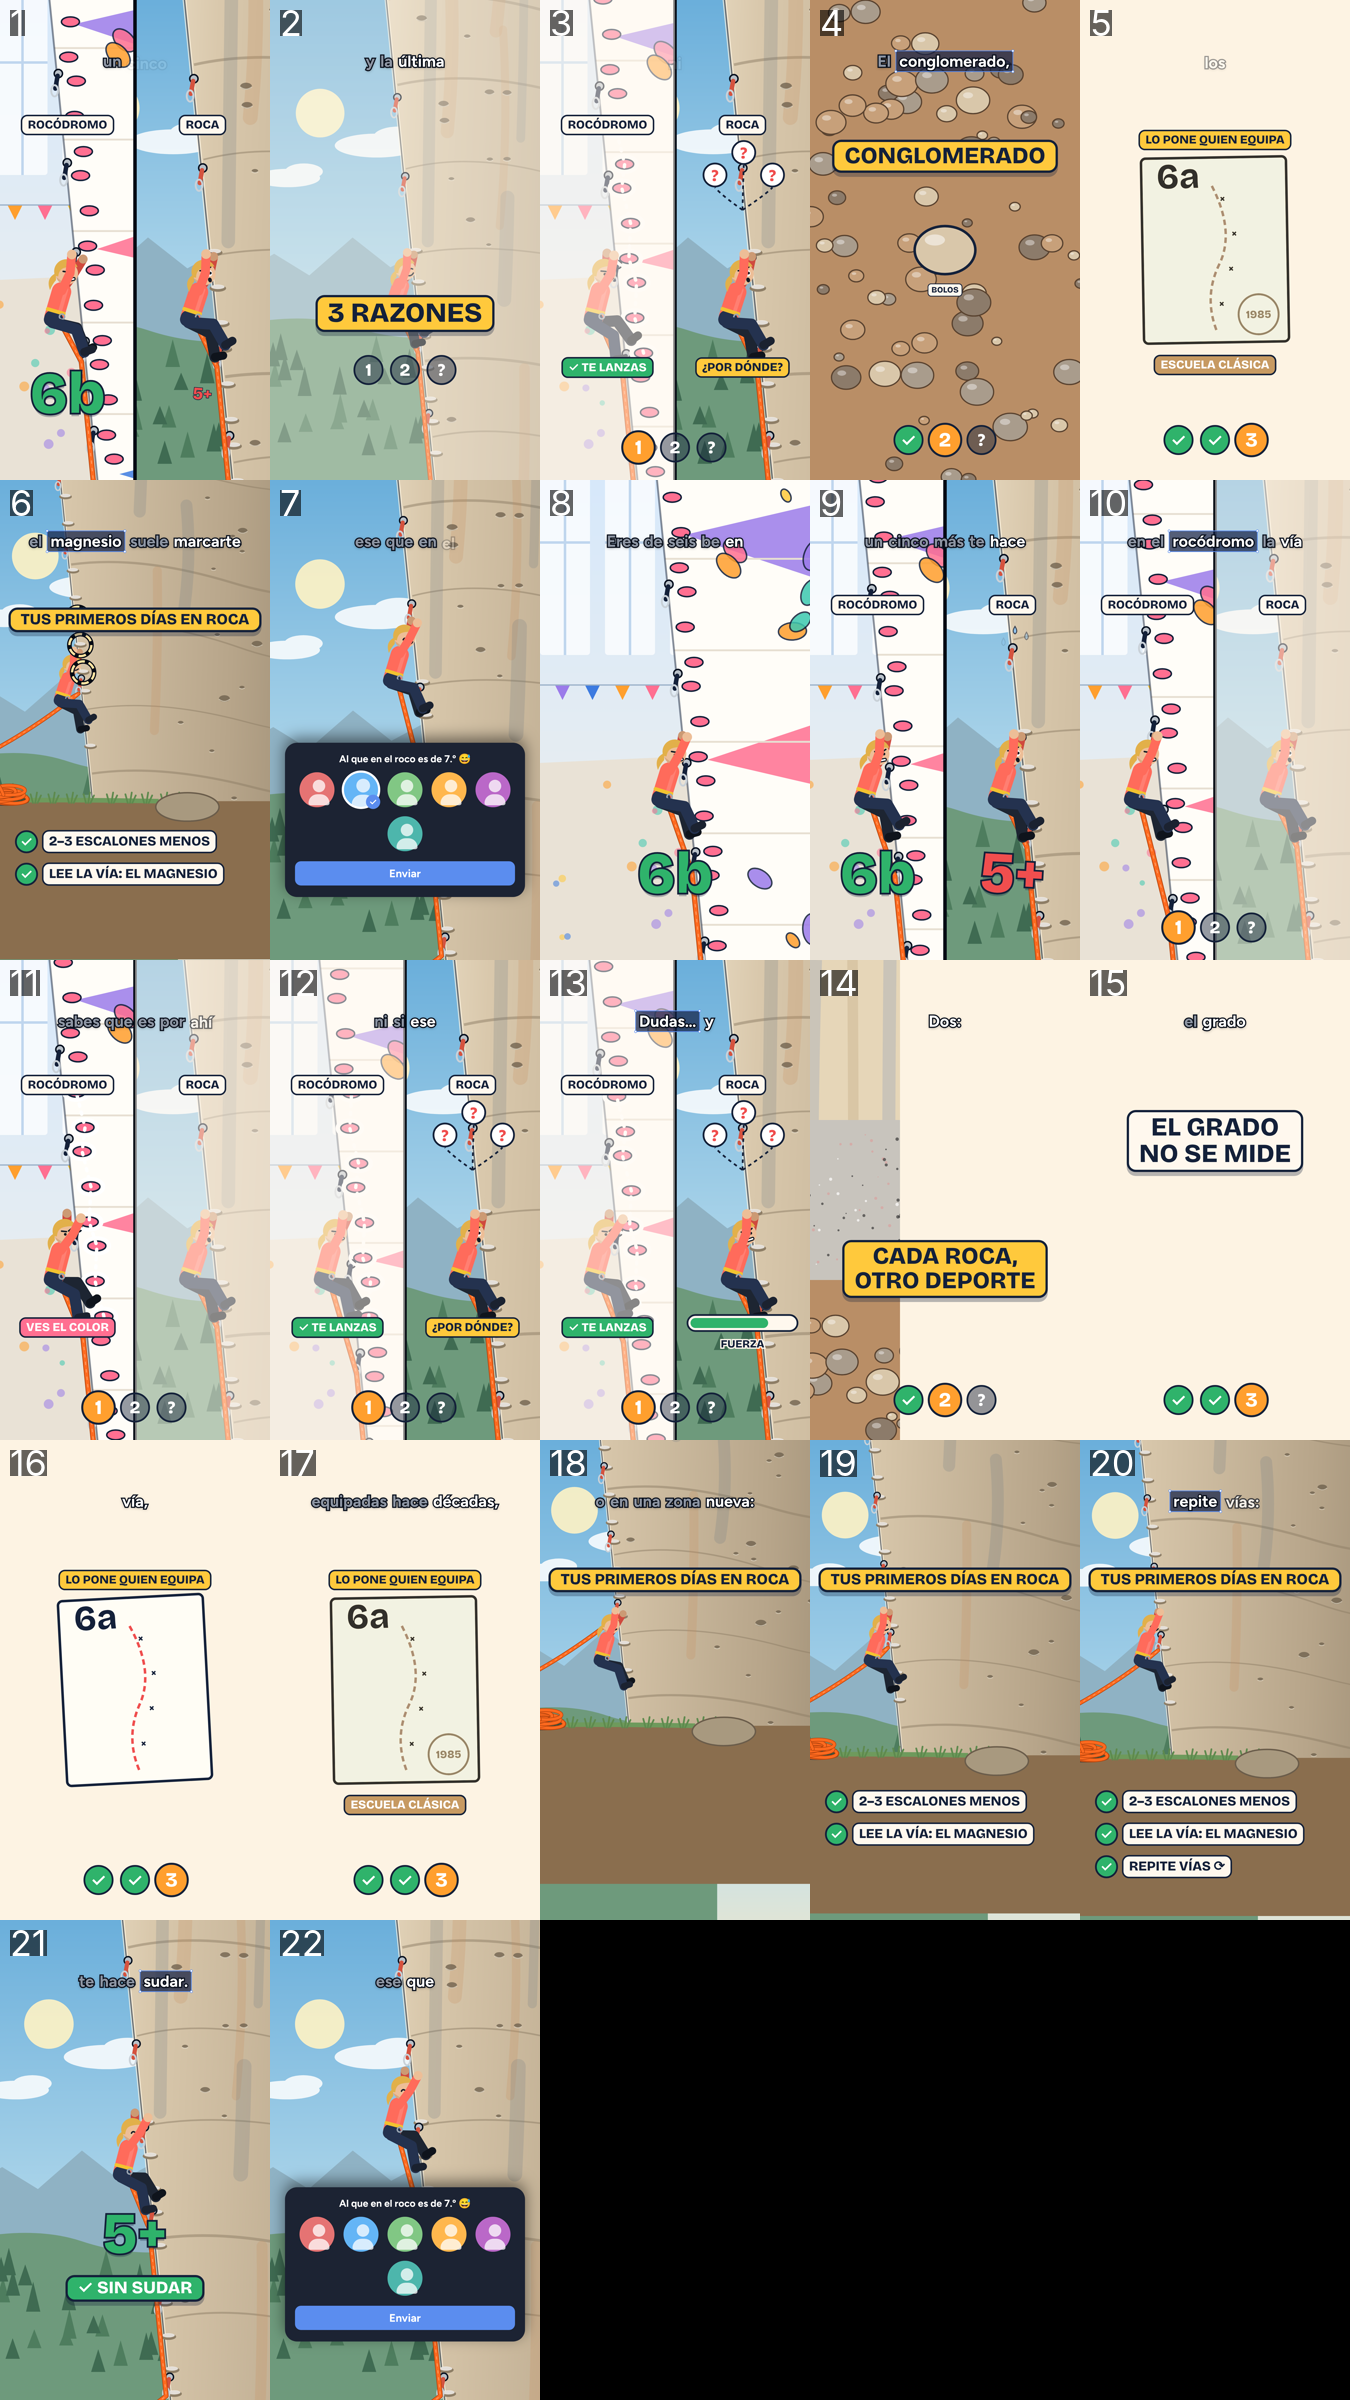 1
un cinco
ROCÓDROMO
ROCA
6b
5+
2
y la última
3 RAZONES
1 2 ?
3
ROCÓDROMO
ROCA
?
? ?
✓ TE LANZAS
¿POR DÓNDE?
1 2 ?
4
El conglomerado,
CONGLOMERADO
BOLOS
2 ?
5
los
LO PONE QUIEN EQUIPA
6a
1985
ESCUELA CLÁSICA
3
6
el magnesio suele marcarte
TUS PRIMEROS DÍAS EN ROCA
2–3 ESCALONES MENOS
LEE LA VÍA: EL MAGNESIO
7
ese que en el
Al que en el roco es de 7.º 😅
Enviar
8
Eres de seis be en
6b
9
un cinco más te hace
ROCÓDROMO
ROCA
6b
5+
10
en el rocódromo la vía
ROCÓDROMO
ROCA
1 2 ?
11
sabes que es por ahí
ROCÓDROMO
ROCA
VES EL COLOR
1 2 ?
12
ni si ese
ROCÓDROMO
ROCA
?
? ?
✓ TE LANZAS
¿POR DÓNDE?
1 2 ?
13
Dudas... y
ROCÓDROMO
ROCA
?
? ?
✓ TE LANZAS
FUERZA
1 2 ?
14
Dos:
CADA ROCA,
OTRO DEPORTE
2 ?
15
el grado
EL GRADO
NO SE MIDE
3
16
vía,
LO PONE QUIEN EQUIPA
6a
3
17
equipadas hace décadas,
LO PONE QUIEN EQUIPA
6a
1985
ESCUELA CLÁSICA
3
18
o en una zona nueva:
TUS PRIMEROS DÍAS EN ROCA
19
TUS PRIMEROS DÍAS EN ROCA
2–3 ESCALONES MENOS
LEE LA VÍA: EL MAGNESIO
20
repite vías:
TUS PRIMEROS DÍAS EN ROCA
2–3 ESCALONES MENOS
LEE LA VÍA: EL MAGNESIO
REPITE VÍAS ⟳
21
te hace sudar.
5+
✓ SIN SUDAR
22
ese que
Al que en el roco es de 7.º 😅
Enviar